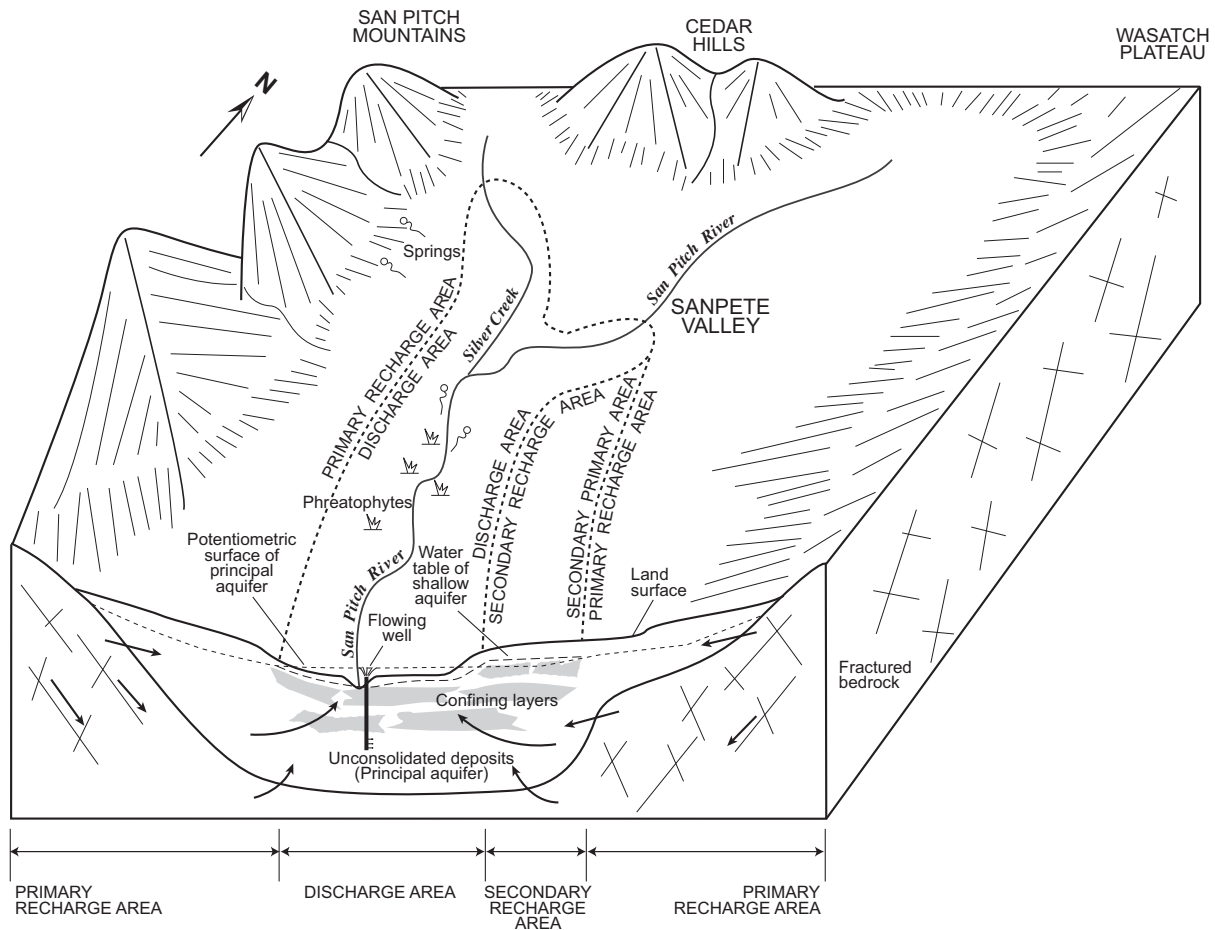 SAN PITCH
MOUNTAINS
CEDAR
HILLS
WASATCH
PLATEAU
N
Springs
PRIMARY RECHARGE AREA
DISCHARGE AREA
Silver Creek
San Pitch River
SANPETE
VALLEY
DISCHARGE AREA
SECONDARY RECHARGE AREA
SECONDARY PRIMARY AREA
PRIMARY RECHARGE AREA
Phreatophytes
San Pitch River
Potentiometric
surface of
principal
aquifer
Water
table of
shallow
aquifer
Flowing
well
Land
surface
Fractured
bedrock
Confining layers
Unconsolidated deposits
(Principal aquifer)
PRIMARY
RECHARGE AREA
DISCHARGE AREA
SECONDARY
RECHARGE
AREA
PRIMARY
RECHARGE AREA